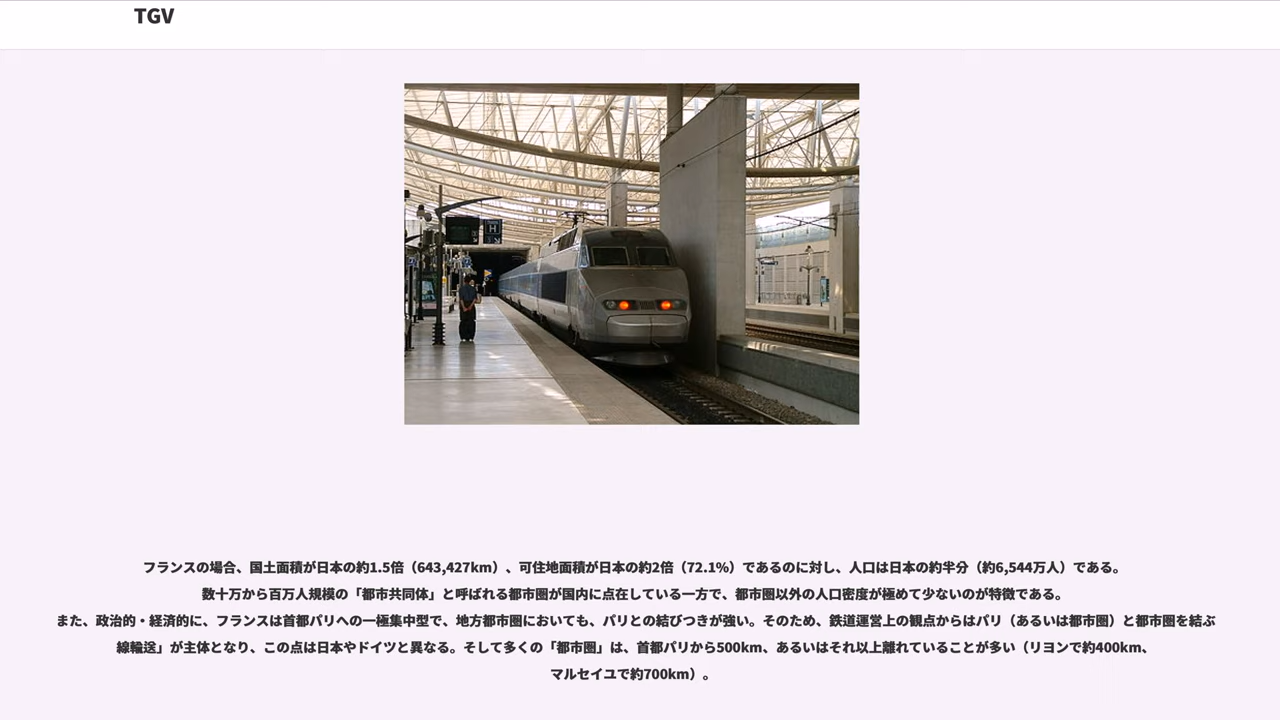 TGV
H
フランスの場合、国土面積が日本の約1.5倍（643,427km）、可住地面積が日本の約2倍（72.1%）であるのに対し、人口は日本の約半分（約6,544万人）である。
数十万から百万人規模の「都市共同体」と呼ばれる都市圏が国内に点在している一方で、都市圏以外の人口密度が極めて少ないのが特徴である。
また、政治的・経済的に、フランスは首都パリへの一極集中型で、地方都市圏においても、パリとの結びつきが強い。そのため、鉄道運営上の観点からはパリ（あるいは都市圏）と都市圏を結ぶ
線輸送」が主体となり、この点は日本やドイツと異なる。そして多くの「都市圏」は、首都パリから500km、あるいはそれ以上離れていることが多い（リヨンで約400km、
マルセイユで約700km）。